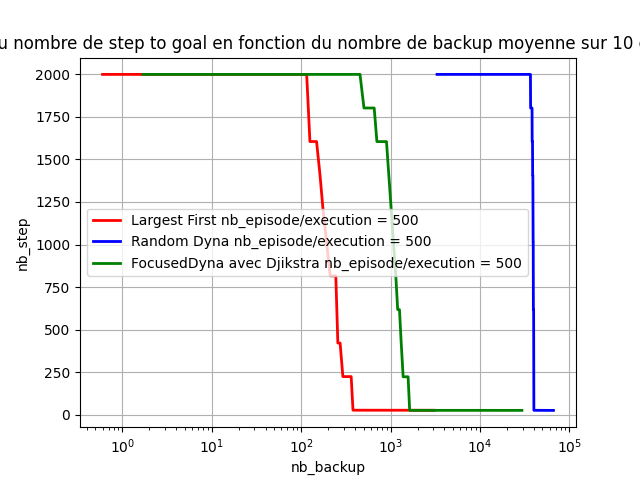 nombre de step to goal en fonction du nombre de backup moyenne sur 10
2000
1750
1500
1250
1000
750
500
250
0
nb_step
Largest First nb_episode/execution = 500
Random Dyna nb_episode/execution = 500
FocusedDyna avec Djikstra nb_episode/execution = 500
10⁰ 10¹ 10² 10³ 10⁴ 10⁵
nb_backup